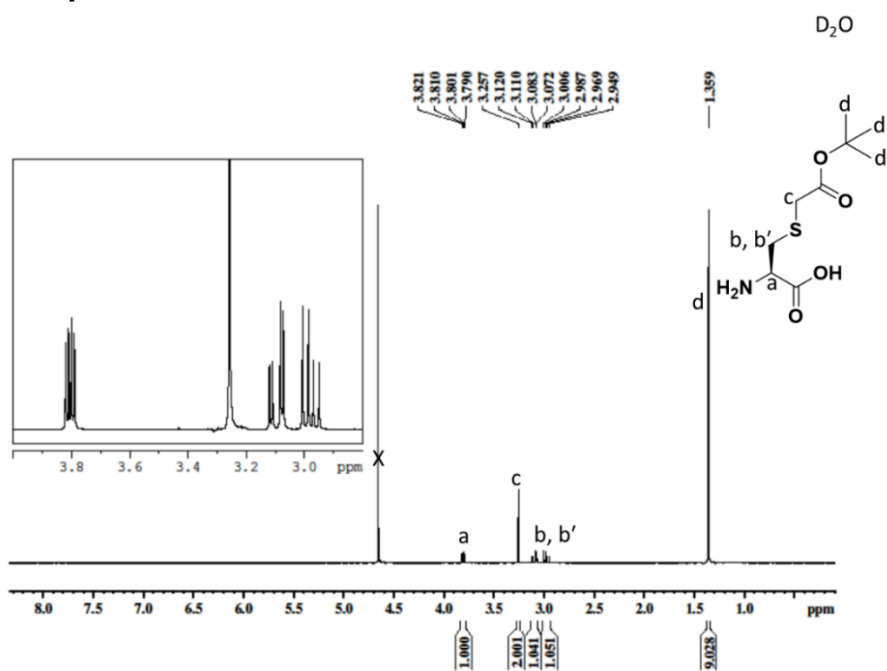 D₂O
3.821
3.810
3.801
3.790
3.257
3.120
3.110
3.083
3.072
3.006
2.987
2.969
2.949
1.359
d
d
d
O
O
c
S
b, b′
H₂N
a
OH
O
d
3.8 3.6 3.4 3.2 3.0 ppm
X
c
a
b, b′
8.0 7.5 7.0 6.5 6.0 5.5 5.0 4.5 4.0 3.5 3.0 2.5 2.0 1.5 1.0 ppm
1.000
2.001
1.041
1.051